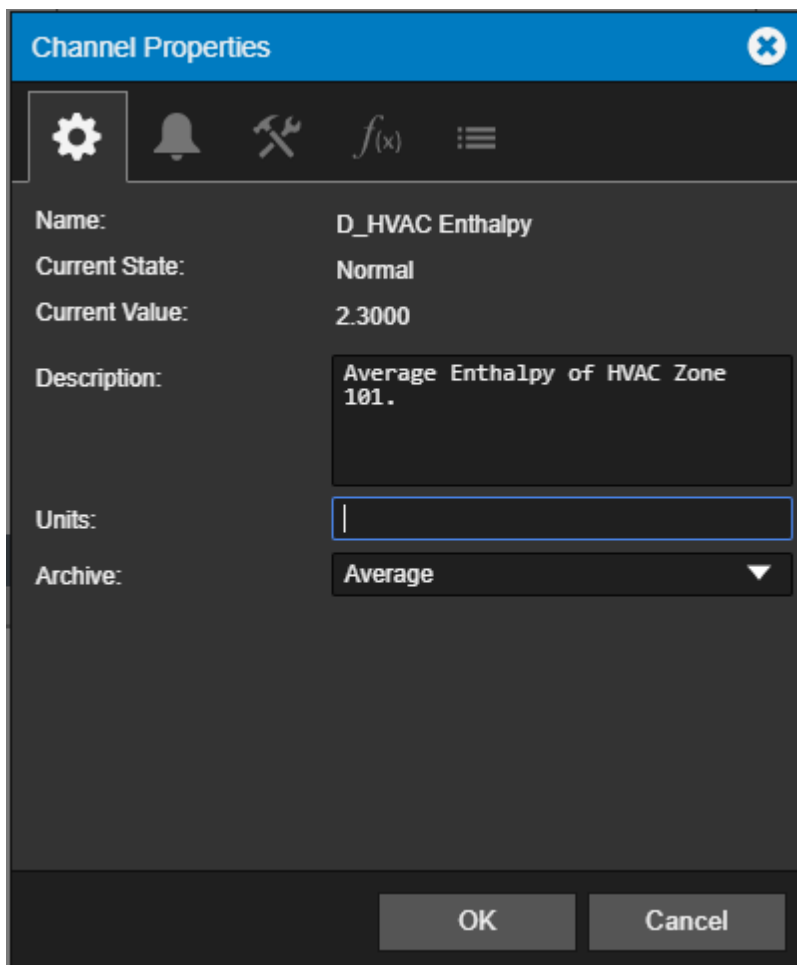 Channel Properties
f(x)
Name: D_HVAC Enthalpy
Current State: Normal
Current Value: 2.3000
Description: Average Enthalpy of HVAC Zone
101.
Units:
Archive: Average
OK Cancel